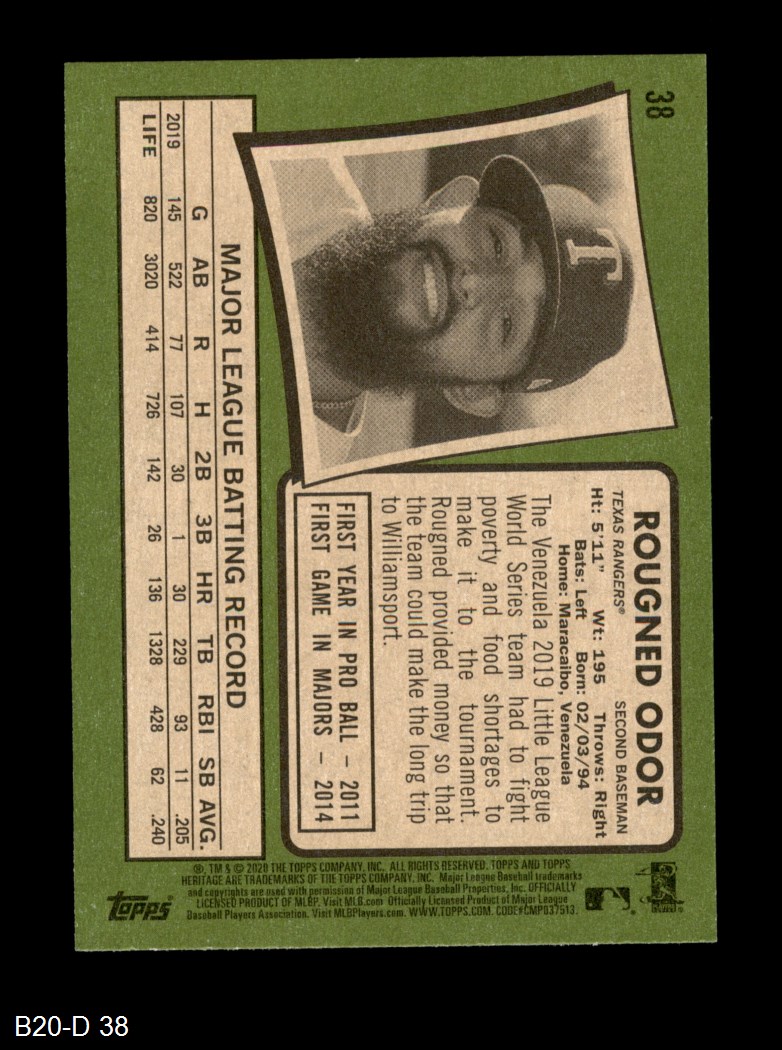 38
ROUGNED ODOR
TEXAS RANGERS® SECOND BASEMAN
Ht: 5'11" Wt: 195 Throws: Right
Bats: Left Born: 02/03/94
Home: Maracaibo, Venezuela
The Venezuela 2019 Little League
World Series team had to fight
poverty and food shortages to
make it to the tournament.
Rougned provided money so that
the team could make the long trip
to Williamsport.
FIRST YEAR IN PRO BALL – 2011
FIRST GAME IN MAJORS – 2014
MAJOR LEAGUE BATTING RECORD
G AB R H 2B 3B HR TB RBI SB AVG.
2019 145 522 77 107 30 1 30 229 93 11 .205
LIFE 820 3020 414 726 142 26 136 1328 428 62 .240
®, TM & © 2020 THE TOPPS COMPANY, INC. ALL RIGHTS RESERVED. TOPPS AND TOPPS
HERITAGE ARE TRADEMARKS OF THE TOPPS COMPANY, INC. Major League Baseball trademarks
and copyrights are used with permission of Major League Baseball Properties, Inc. OFFICIALLY
LICENSED PRODUCT OF MLBP. Visit MLB.com Officially Licensed Product of Major League
Baseball Players Association. Visit MLBPlayers.com. WWW.TOPPS.COM. CODE#CMP037513.
topps
B20-D 38